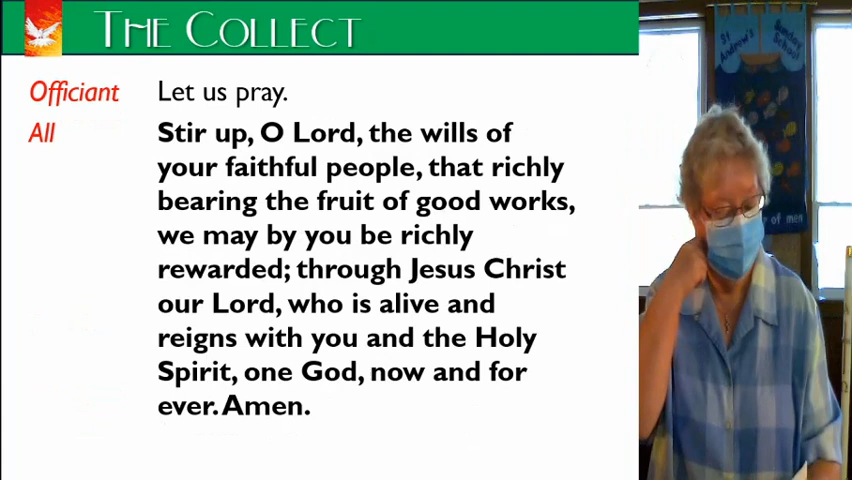 THE COLLECT
Officiant Let us pray.
All Stir up, O Lord, the wills of
your faithful people, that richly
bearing the fruit of good works,
we may by you be richly
rewarded; through Jesus Christ
our Lord, who is alive and
reigns with you and the Holy
Spirit, one God, now and for
ever. Amen.
St Sunday
Andrew's School
of men